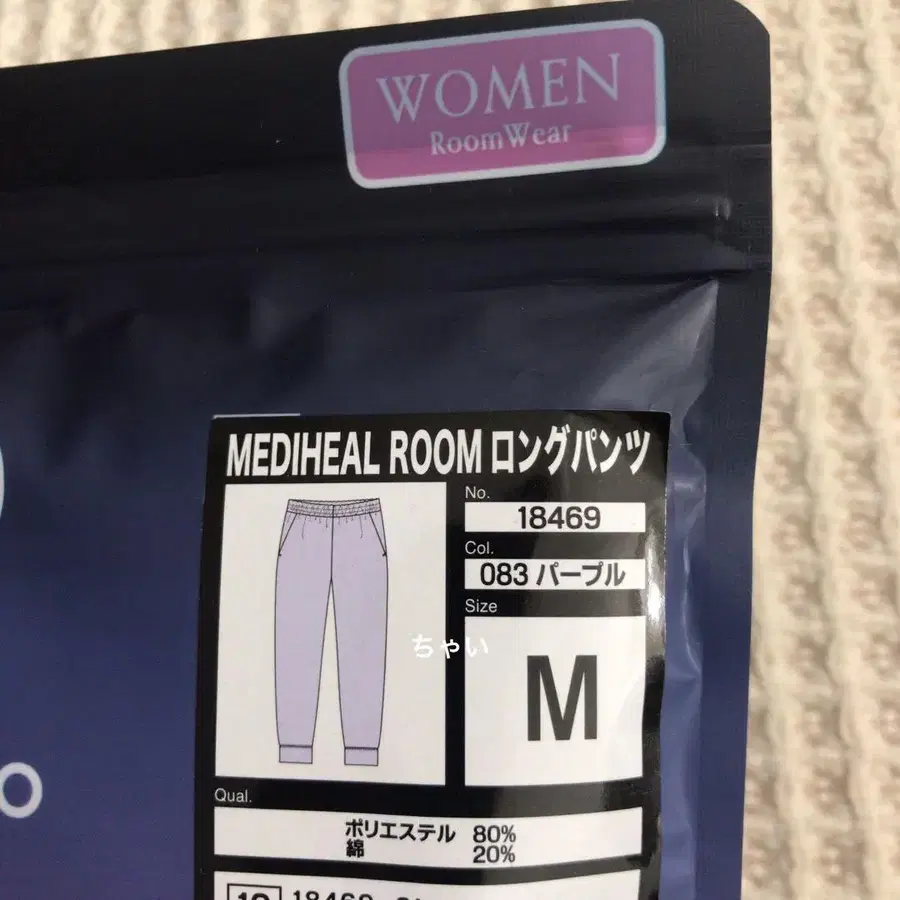 WOMEN
RoomWear
MEDIHEAL ROOM ロングパンツ
No.
18469
Col.
083 パープル
Size
M
ちゃい
Qual.
ポリエステル 80%
綿 20%